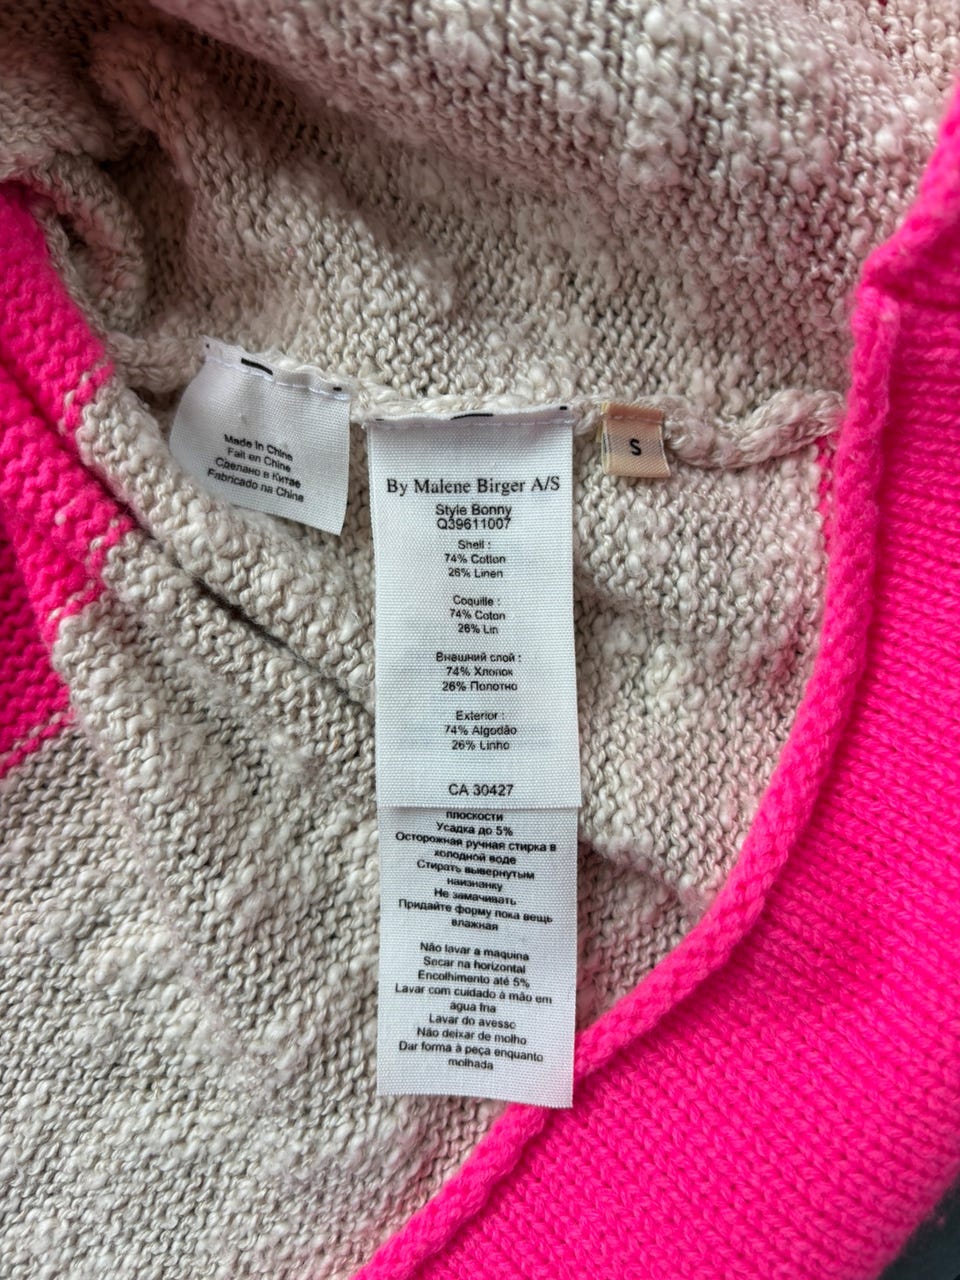 Made in China
Fait en Chine
Сделано в Китае
Fabricado na China
By Malene Birger A/S
Style Bonny
Q39611007
Shell :
74% Cotton
26% Linen
Coquille :
74% Coton
26% Lin
Внешний слой :
74% Хлопок
26% Полотно
Exterior :
74% Algodão
26% Linho
CA 30427
плоскости
Усадка до 5%
Осторожная ручная стирка в
холодной воде
Стирать вывернутым
наизнанку
Не замачивать
Придайте форму пока вещь
влажная
Não lavar a maquina
Secar na horizontal
Encolhimento até 5%
Lavar com cuidado à mão em
água fria
Lavar do avesso
Não deixar de molho
Dar forma à peça enquanto
molhada
S